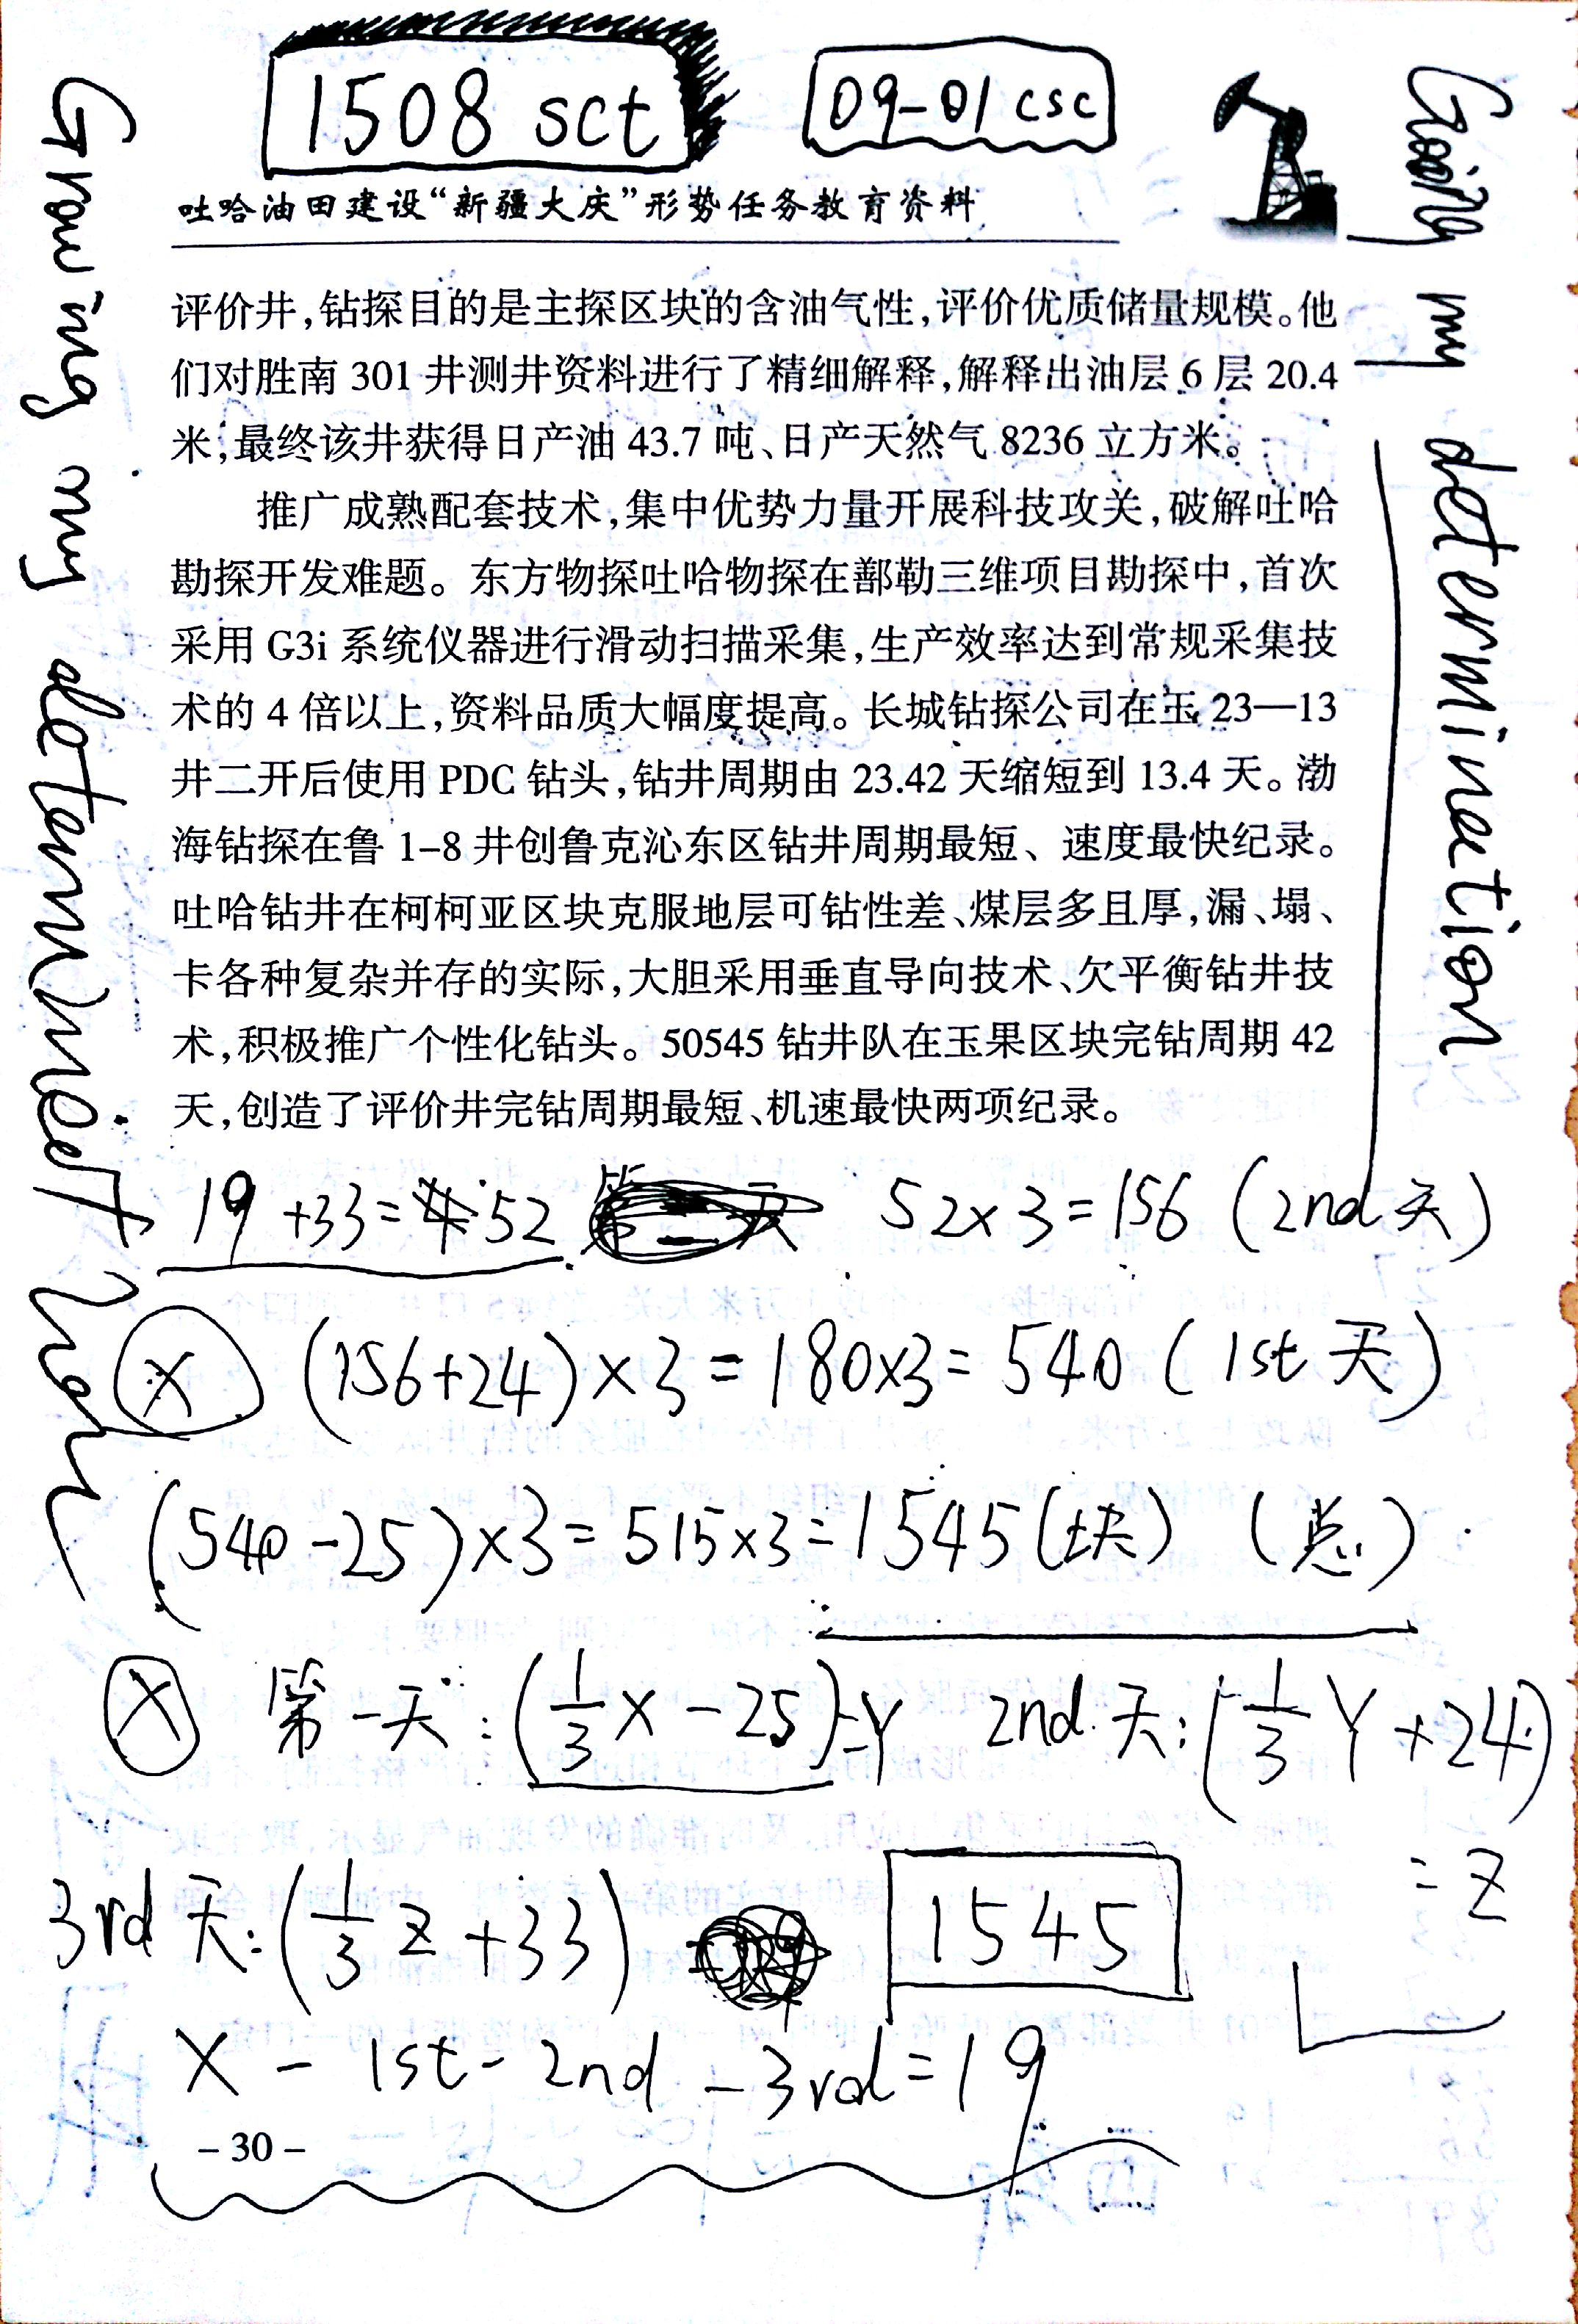 1508 sct
09-01 csc
吐哈油田建设“新疆大庆”形势任务教育资料
Going my determination
评价井,钻探目的是主探区块的含油气性,评价优质储量规模。他
们对胜南 301 井测井资料进行了精细解释,解释出油层 6 层 20.4
米;最终该井获得日产油 43.7 吨、日产天然气 8236 立方米。
推广成熟配套技术,集中优势力量开展科技攻关,破解吐哈
勘探开发难题。东方物探吐哈物探在鄯勒三维项目勘探中,首次
采用 G3i 系统仪器进行滑动扫描采集,生产效率达到常规采集技
术的 4 倍以上,资料品质大幅度提高。长城钻探公司在玉 23—13
井二开后使用 PDC 钻头,钻井周期由 23.42 天缩短到 13.4 天。渤
海钻探在鲁 1-8 井创鲁克沁东区钻井周期最短、速度最快纪录。
吐哈钻井在柯柯亚区块克服地层可钻性差、煤层多且厚,漏、塌、
卡各种复杂并存的实际,大胆采用垂直导向技术、欠平衡钻井技
术,积极推广个性化钻头。50545 钻井队在玉果区块完钻周期 42
天,创造了评价井完钻周期最短、机速最快两项纪录。
Growing my
19+33=52 52×3=156 (2nd天)
X (156+24)×3=180×3=540 (1st 天)
(540-25)×3=515×3=1545(块) (总)
X 第一天:(1/3X-25)=Y 2nd.天:(1/3Y+24)
=Z
3rd 天:(1/3Z+33) 1545
X-1st-2nd-3rd=19
-30-